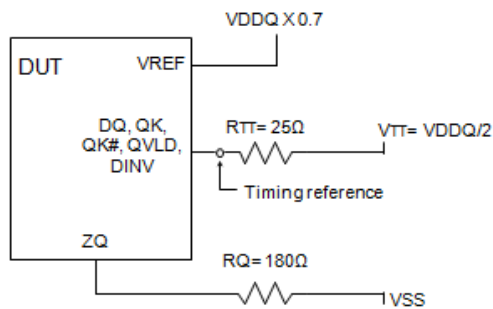 VDDQ X 0.7
DUT
VREF
DQ, QK,
QK#, QVLD,
DINV
RTT= 25Ω
VTT= VDDQ/2
Timing reference
ZQ
RQ= 180Ω
VSS